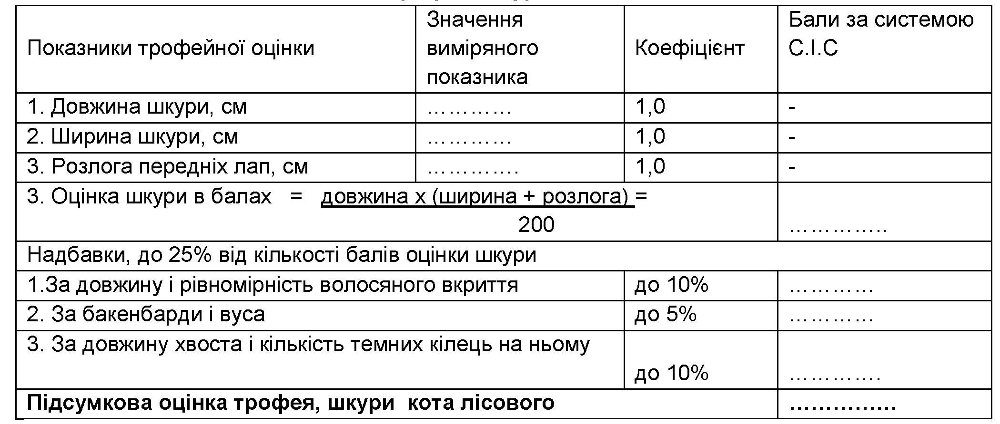 Показники трофейної оцінки
Значення
виміряного
показника
Коефіцієнт
Бали за системою
С.І.С
1. Довжина шкури, см ………… 1,0 -
2. Ширина шкури, см ………… 1,0 -
3. Розлога передніх лап, см …………. 1,0 -
3. Оцінка шкури в балах = довжина х (ширина + розлога) =
200 …………..
Надбавки, до 25% від кількості балів оцінки шкури
1.За довжину і рівномірність волосяного вкриття до 10% …………
2. За бакенбарди і вуса до 5% …………
3. За довжину хвоста і кількість темних кілець на ньому
до 10% ………….
Підсумкова оцінка трофея, шкури  кота лісового ……………